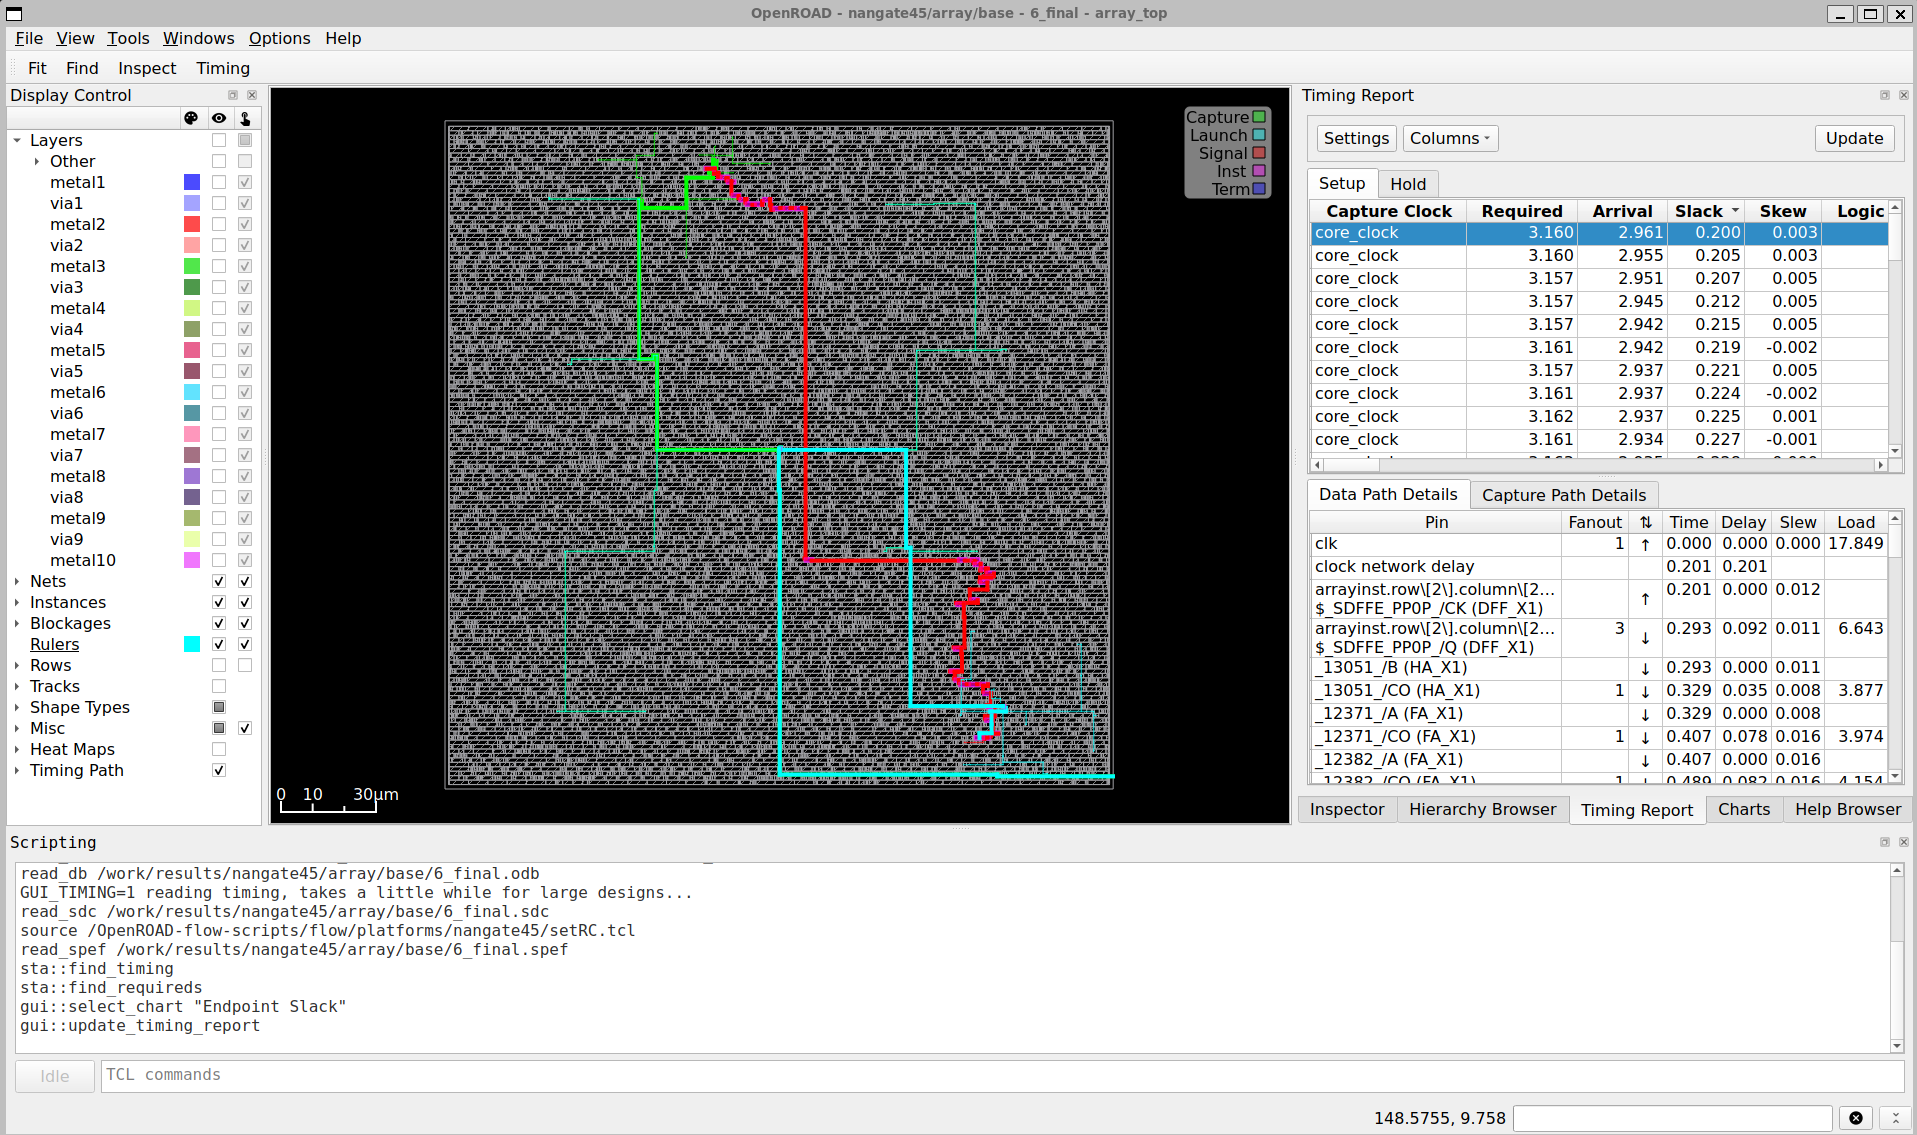 OpenROAD - nangate45/array/base - 6_final - array_top
File View Tools Windows Options Help
Fit Find Inspect Timing
Display Control
Layers
Other
metal1
via1
metal2
via2
metal3
via3
metal4
via4
metal5
via5
metal6
via6
metal7
via7
metal8
via8
metal9
via9
metal10
Nets
Instances
Blockages
Rulers
Rows
Tracks
Shape Types
Misc
Heat Maps
Timing Path
Capture
Launch
Signal
Inst
Term
0 10 30μm
Timing Report
Settings Columns Update
Setup Hold
Capture Clock Required Arrival Slack Skew Logic
core_clock 3.160 2.961 0.200 0.003
core_clock 3.160 2.955 0.205 0.003
core_clock 3.157 2.951 0.207 0.005
core_clock 3.157 2.945 0.212 0.005
core_clock 3.157 2.942 0.215 0.005
core_clock 3.161 2.942 0.219 -0.002
core_clock 3.157 2.937 0.221 0.005
core_clock 3.161 2.937 0.224 -0.002
core_clock 3.162 2.937 0.225 0.001
core_clock 3.161 2.934 0.227 -0.001
Data Path Details Capture Path Details
Pin Fanout ⇅ Time Delay Slew Load
clk 1 ↑ 0.000 0.000 0.000 17.849
clock network delay 0.201 0.201
arrayinst.row\[2\].column\[2...
$_SDFFE_PP0P_/CK (DFF_X1) ↑ 0.201 0.000 0.012
arrayinst.row\[2\].column\[2... 3 ↓ 0.293 0.092 0.011 6.643
$_SDFFE_PP0P_/Q (DFF_X1)
_13051_/B (HA_X1) ↓ 0.293 0.000 0.011
_13051_/CO (HA_X1) 1 ↓ 0.329 0.035 0.008 3.877
_12371_/A (FA_X1) ↓ 0.329 0.000 0.008
_12371_/CO (FA_X1) 1 ↓ 0.407 0.078 0.016 3.974
_12382_/A (FA_X1) ↓ 0.407 0.000 0.016
_12382_/CO (FA_X1) 1 ↓ 0.489 0.082 0.016 4.154
Inspector Hierarchy Browser Timing Report Charts Help Browser
Scripting
read_db /work/results/nangate45/array/base/6_final.odb
GUI_TIMING=1 reading timing, takes a little while for large designs...
read_sdc /work/results/nangate45/array/base/6_final.sdc
source /OpenROAD-flow-scripts/flow/platforms/nangate45/setRC.tcl
read_spef /work/results/nangate45/array/base/6_final.spef
sta::find_timing
sta::find_requireds
gui::select_chart "Endpoint Slack"
gui::update_timing_report
Idle TCL commands
148.5755, 9.758